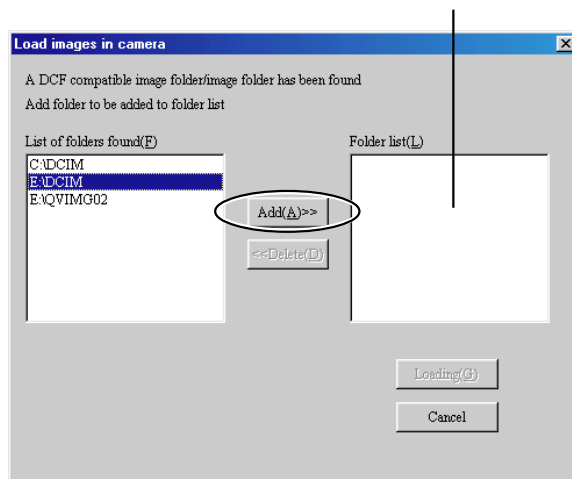 Load images in camera
A DCF compatible image folder/image folder has been found
Add folder to be added to folder list
List of folders found(F)
Folder list(L)
C:\DCIM
E:\DCIM
E:\QVIMG02
Add(A)>>
<<Delete(D)
Loading(G)
Cancel